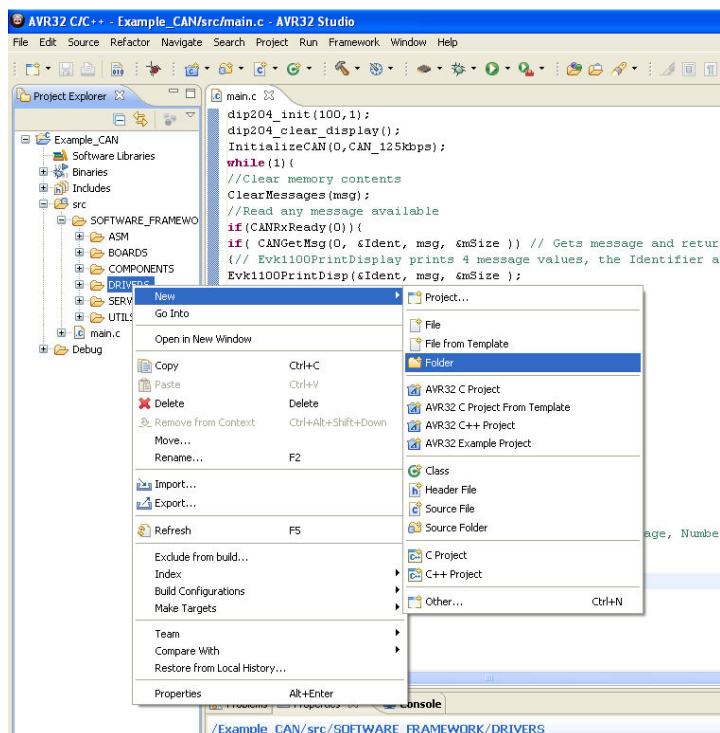 AVR32 C/C++ - Example_CAN/src/main.c - AVR32 Studio
File Edit Source Refactor Navigate Search Project Run Framework Window Help
Project Explorer
main.c
Example_CAN
Software Libraries
Binaries
Includes
src
SOFTWARE_FRAMEWO
ASM
BOARDS
COMPONENTS
DRIVERS
SERV
UTILS
main.c
Debug
dip204_init(100,1);
dip204_clear_display();
InitializeCAN(0,CAN_125kbps);
while(1){
//Clear memory contents
ClearMessages(msg);
//Read any message available
if(CANRxReady(0)){
if( CANGetMsg(0, &Ident, msg, &mSize )) // Gets message and retur
{// Evk1100PrintDisplay prints 4 message values, the Identifier a
Evk1100PrintDisp(&Ident, msg, &mSize );
age, Numbe
New
Go Into
Open in New Window
Copy Ctrl+C
Paste Ctrl+V
Delete Delete
Remove from Context Ctrl+Alt+Shift+Down
Move...
Rename... F2
Import...
Export...
Refresh F5
Exclude from build...
Index
Build Configurations
Make Targets
Team
Compare With
Restore from Local History...
Properties Alt+Enter
Project...
File
File from Template
Folder
AVR32 C Project
AVR32 C Project From Template
AVR32 C++ Project
AVR32 Example Project
Class
Header File
Source File
Source Folder
C Project
C++ Project
Other... Ctrl+N
Problems Properties Console
/Example_CAN/src/SOFTWARE_FRAMEWORK/DRIVERS